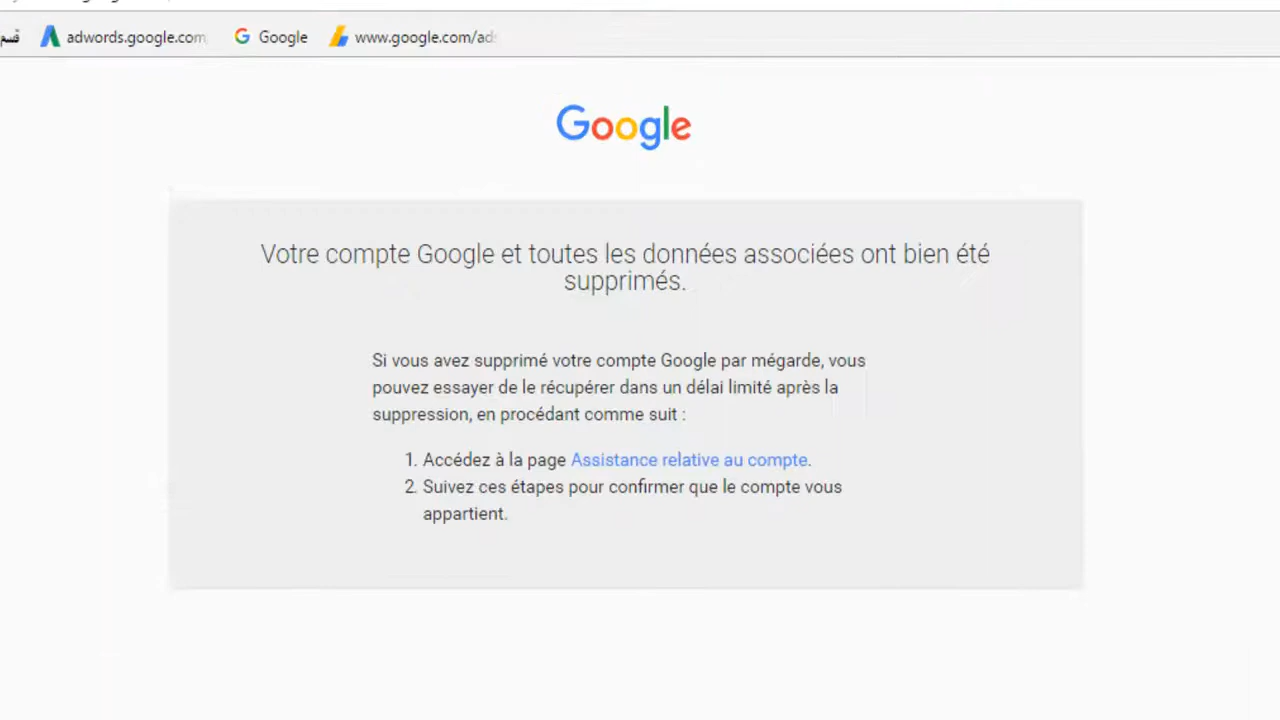 قسم adwords.google.com Google www.google.com/ads
Google
Votre compte Google et toutes les données associées ont bien été
supprimés.
Si vous avez supprimé votre compte Google par mégarde, vous
pouvez essayer de le récupérer dans un délai limité après la
suppression, en procédant comme suit :
1. Accédez à la page Assistance relative au compte.
2. Suivez ces étapes pour confirmer que le compte vous
appartient.